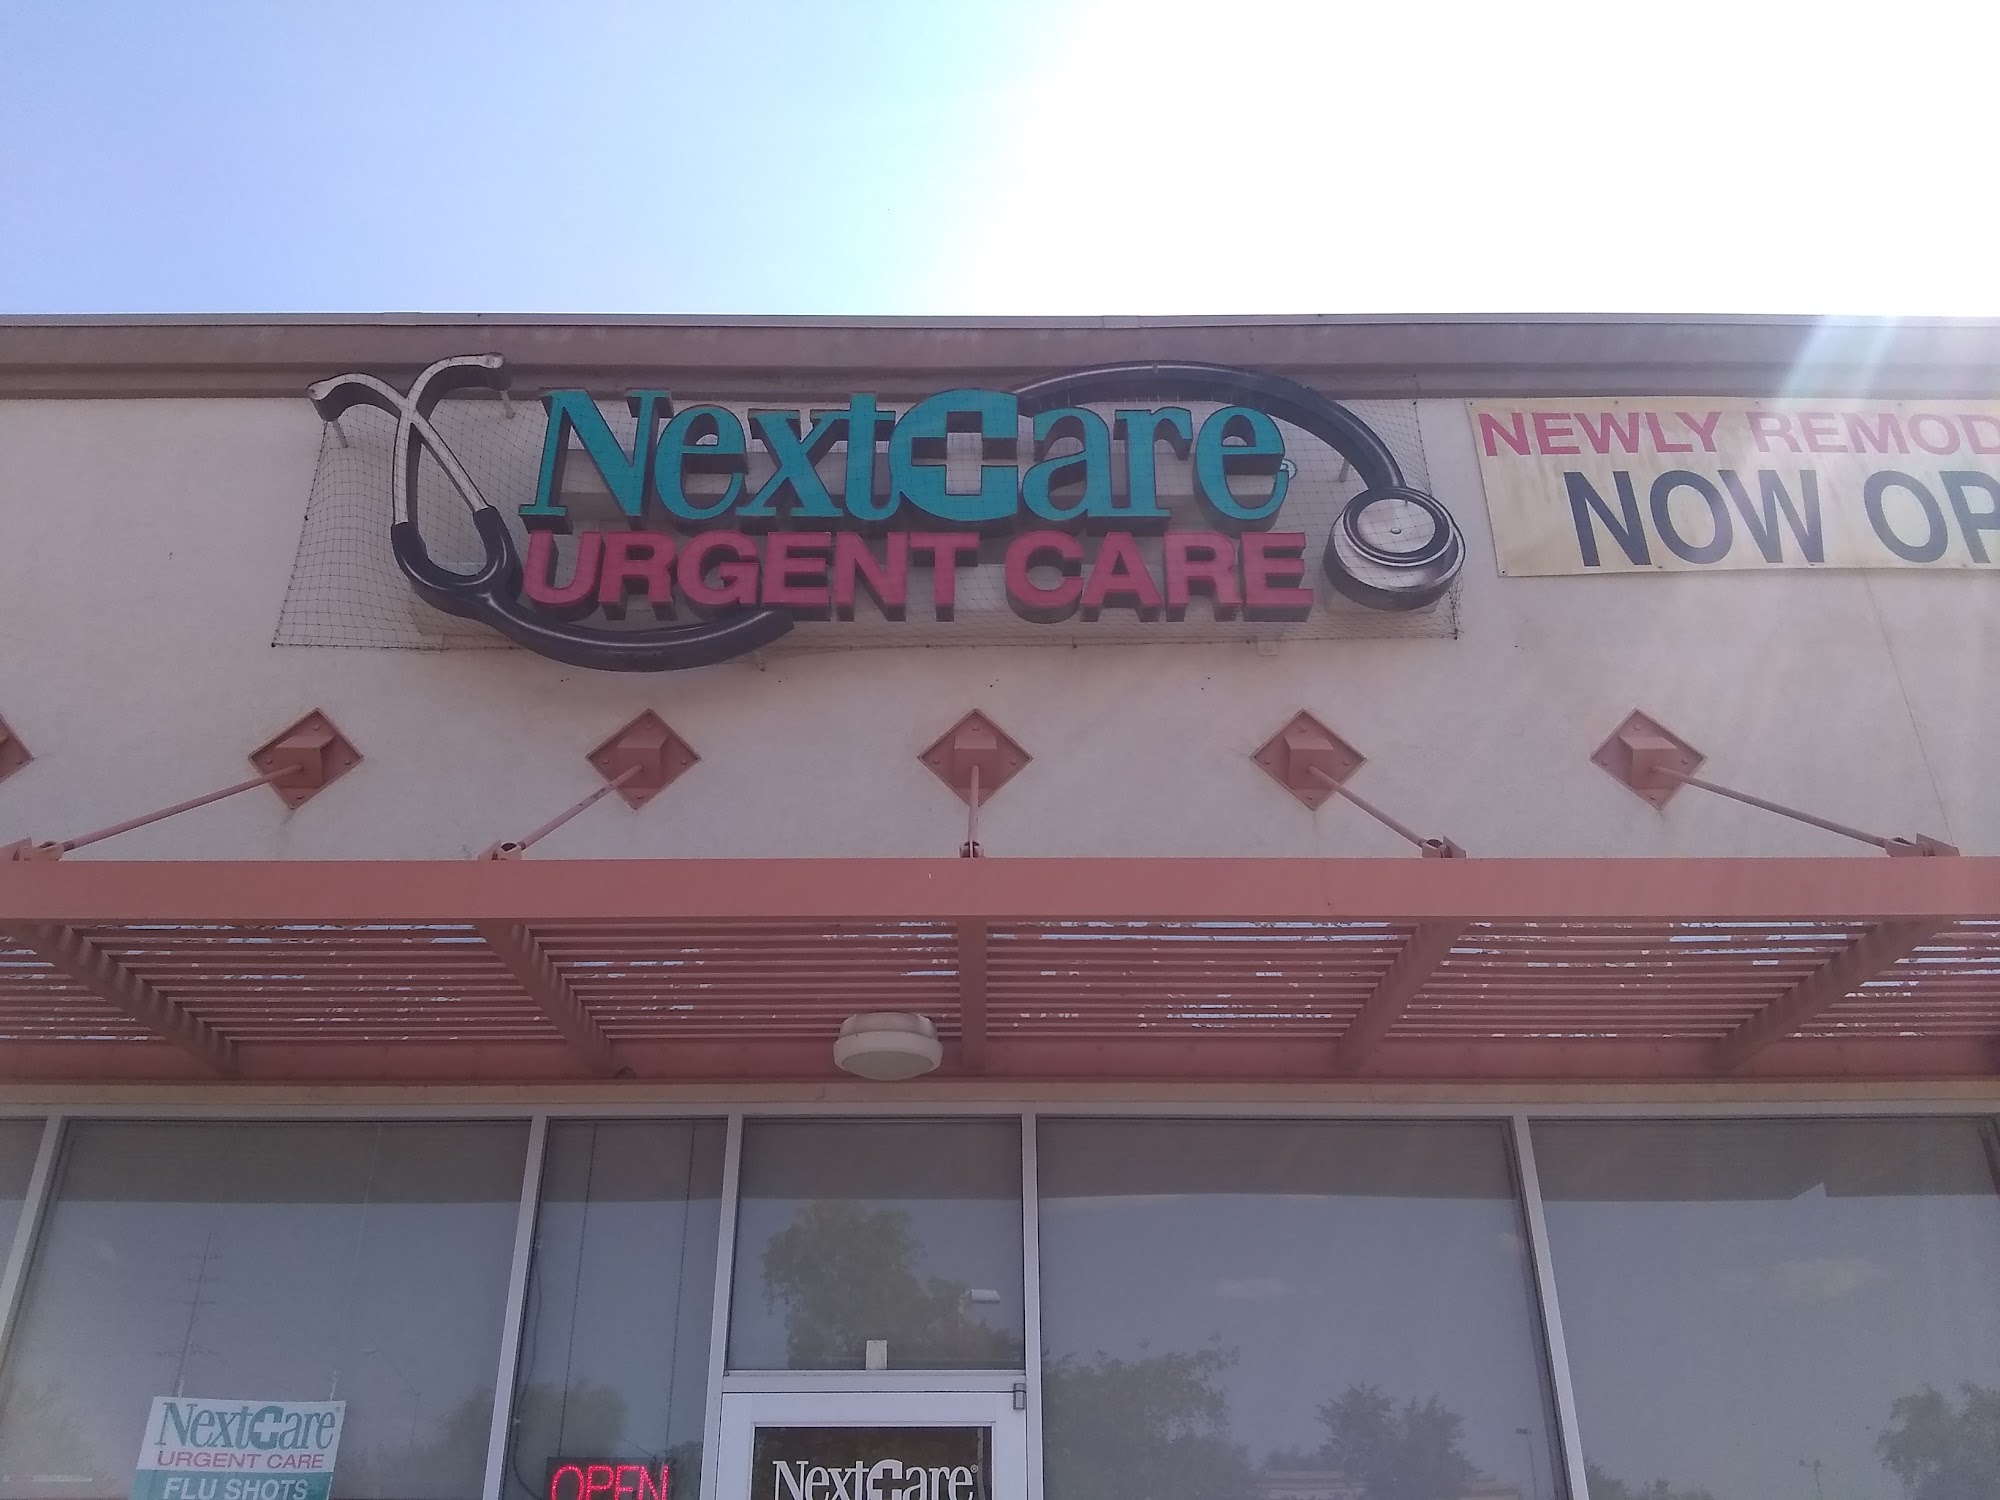 NextCare®
URGENT CARE
NEWLY REMOD
NOW OP
NextCare®
URGENT CARE
FLU SHOTS
OPEN
NextCare®